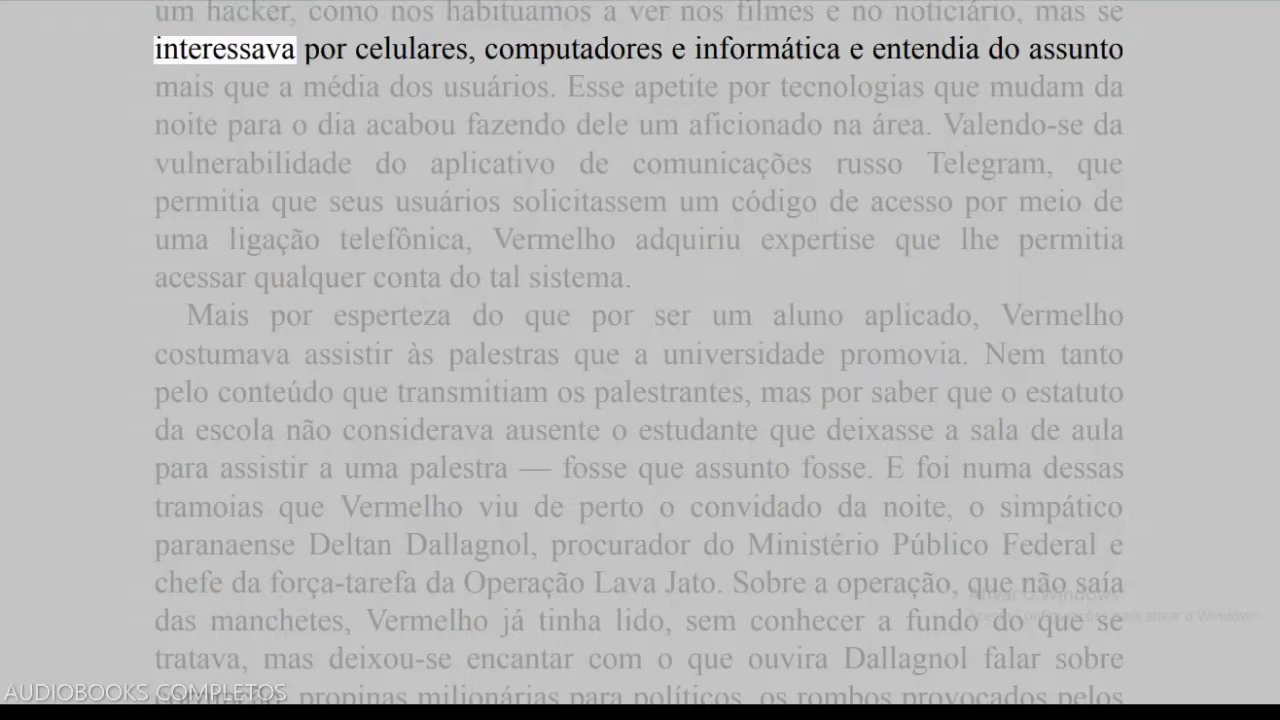 um hacker, como nos habituamos a ver nos filmes e no noticiário, mas se
interessava por celulares, computadores e informática e entendia do assunto
mais que a média dos usuários. Esse apetite por tecnologias que mudam da
noite para o dia acabou fazendo dele um aficionado na área. Valendo-se da
vulnerabilidade do aplicativo de comunicações russo Telegram, que
permitia que seus usuários solicitassem um código de acesso por meio de
uma ligação telefônica, Vermelho adquiriu expertise que lhe permitia
acessar qualquer conta do tal sistema.
Mais por esperteza do que por ser um aluno aplicado, Vermelho
costumava assistir às palestras que a universidade promovia. Nem tanto
pelo conteúdo que transmitiam os palestrantes, mas por saber que o estatuto
da escola não considerava ausente o estudante que deixasse a sala de aula
para assistir a uma palestra — fosse que assunto fosse. E foi numa dessas
tramoias que Vermelho viu de perto o convidado da noite, o simpático
paranaense Deltan Dallagnol, procurador do Ministério Público Federal e
chefe da força-tarefa da Operação Lava Jato. Sobre a operação, que não saía
Ativar o Windows
das manchetes, Vermelho já tinha lido, sem conhecer a fundo do que se
Acesse Configurações para ativar o Windows.
tratava, mas deixou-se encantar com o que ouvira Dallagnol falar sobre
AUDIOBOOKS COMPLETOS
propinas milionárias para políticos, os rombos provocados pelos